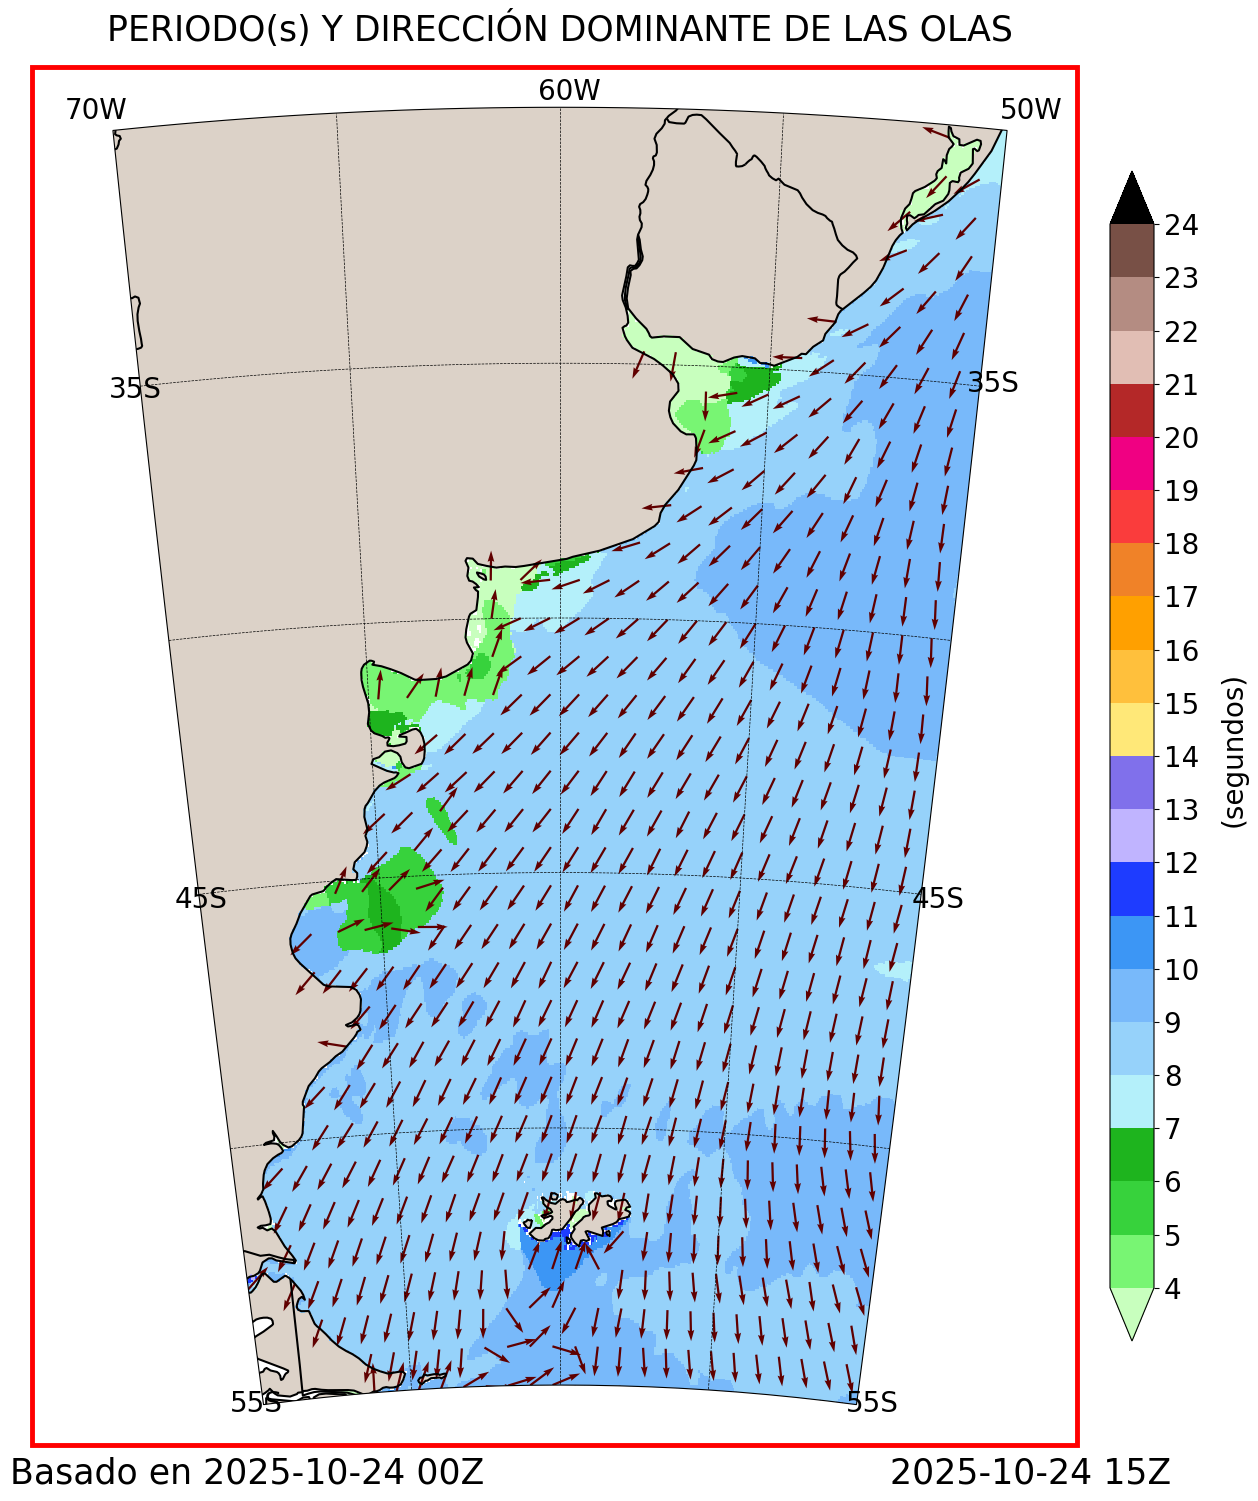 PERIODO(s) Y DIRECCIÓN DOMINANTE DE LAS OLAS
70W
60W
50W
35S
35S
45S
45S
55S
55S
24
23
22
21
20
19
18
17
16
15
14
13
12
11
10
9
8
7
6
5
4
(segundos)
Basado en 2025-10-24 00Z
2025-10-24 15Z